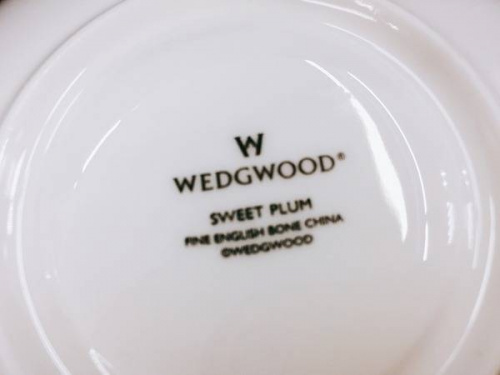 W
WEDGWOOD®
SWEET PLUM
FINE ENGLISH BONE CHINA
©WEDGWOOD